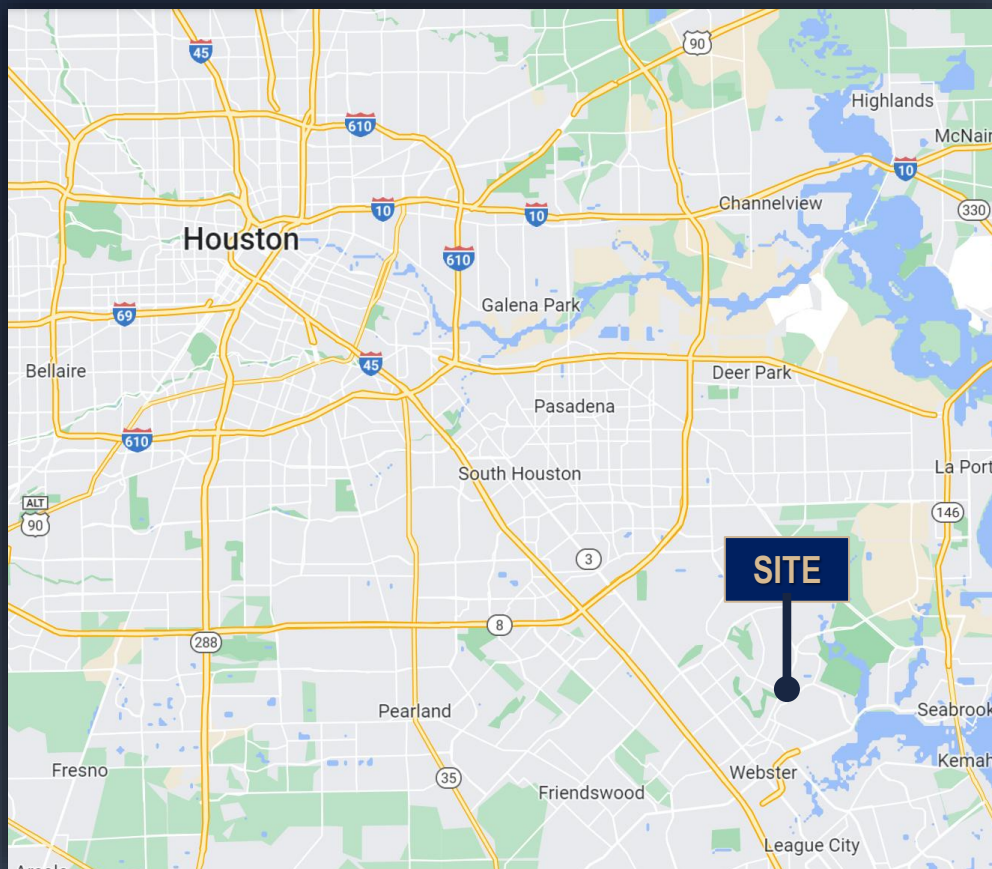 45
90
Highlands
McNair
610
10
10
10
Channelview
330
Houston
610
Galena Park
69
45
Bellaire
Deer Park
Pasadena
610
South Houston
La Port
ALT
90
146
3
SITE
8
288
Pearland
Seabrook
Fresno
35
Webster
Kemah
Friendswood
League City